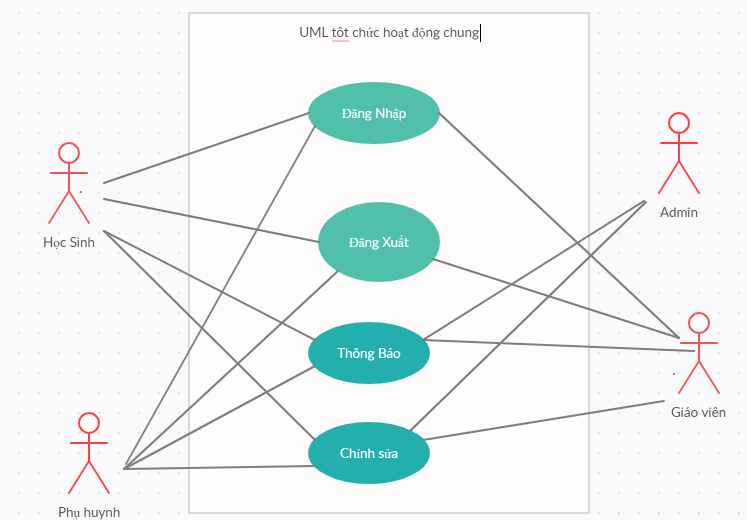 UML tôt chức hoạt động chung
Đăng Nhập
Học Sinh
Admin
Đăng Xuất
Thông Báo
Giáo viên
Chỉnh sửa
Phụ huynh